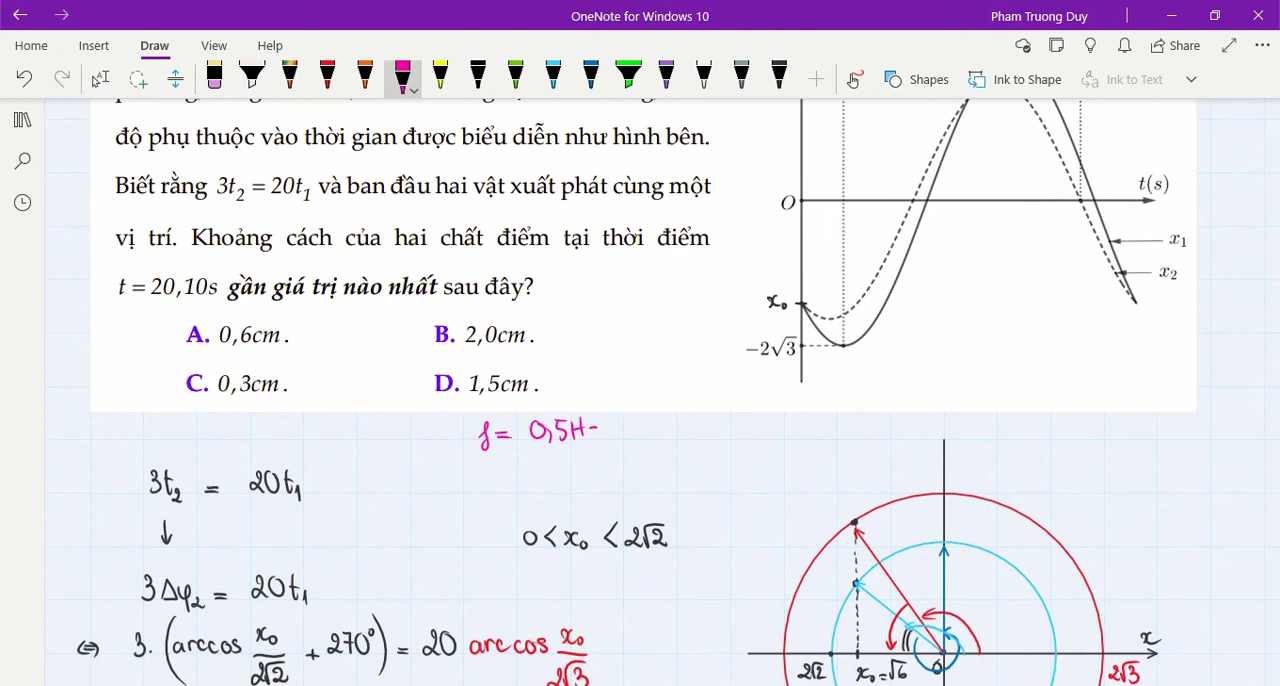 OneNote for Windows 10
Pham Truong Duy
Home Insert Draw View Help
Share
Shapes
Ink to Shape
Ink to Text
độ phụ thuộc vào thời gian được biểu diễn như hình bên.
Biết rằng 3t₂ = 20t₁ và ban đầu hai vật xuất phát cùng một
vị trí. Khoảng cách của hai chất điểm tại thời điểm
t = 20,10s gần giá trị nào nhất sau đây?
A. 0,6cm. B. 2,0cm.
C. 0,3cm. D. 1,5cm.
t(s)
O
x₁
x₂
x₀
−2√3
f = 0,5H
3t₂ = 20t₁
0 < x₀ < 2√2
3Δφ₂ = 20t₁
⇔ 3. (arccos x₀/2√2 + 270°) = 20 arccos x₀/2√3
x
O
2√2 x₀=√6 2√3